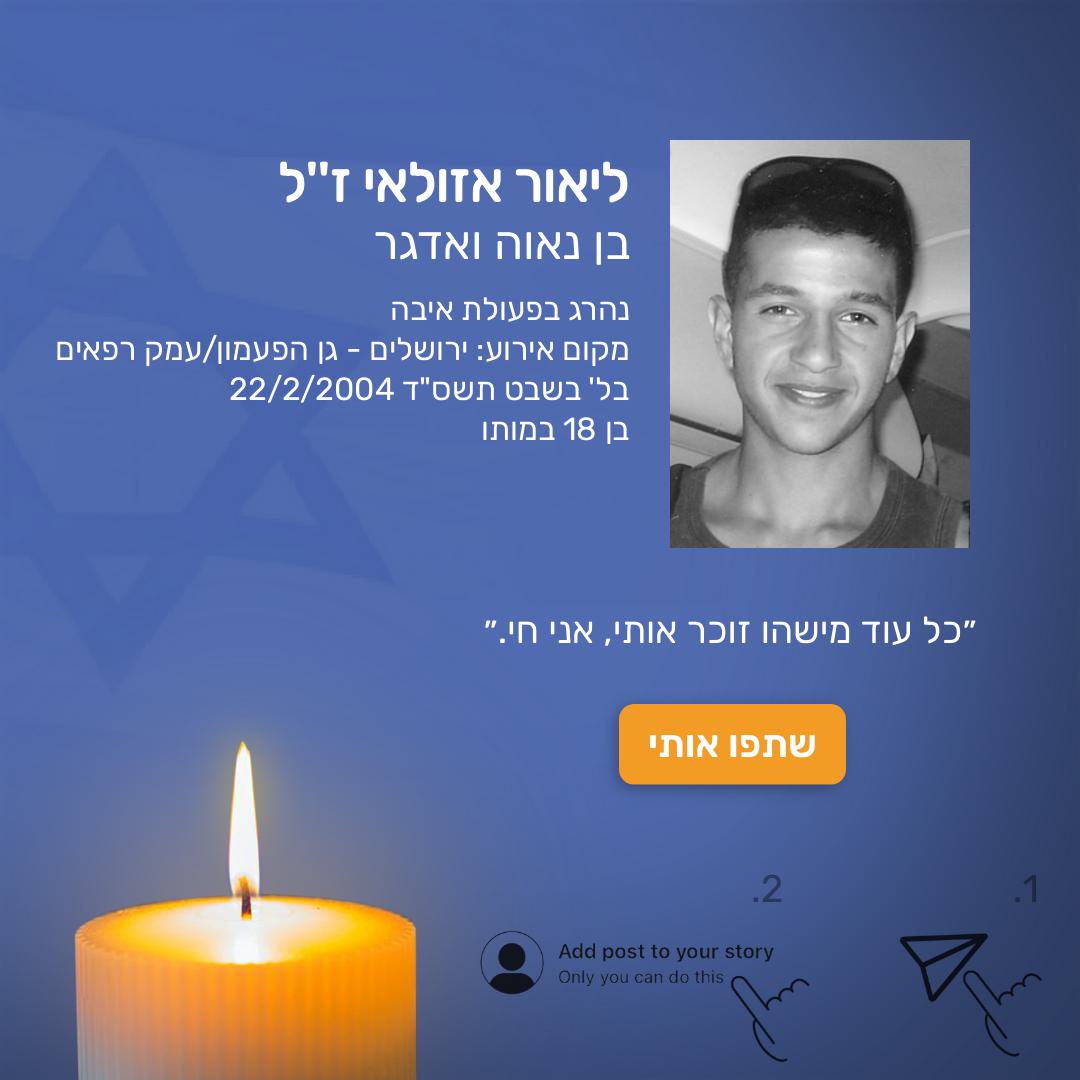 ליאור אזולאי ז''ל
בן נאוה ואדגר
נהרג בפעולת איבה
מקום אירוע: ירושלים - גן הפעמון/עמק רפאים
בל' בשבט תשס"ד 22/2/2004
בן 18 במותו
״כל עוד מישהו זוכר אותי, אני חי.״
שתפו אותי
.1
.2
Add post to your story
Only you can do this